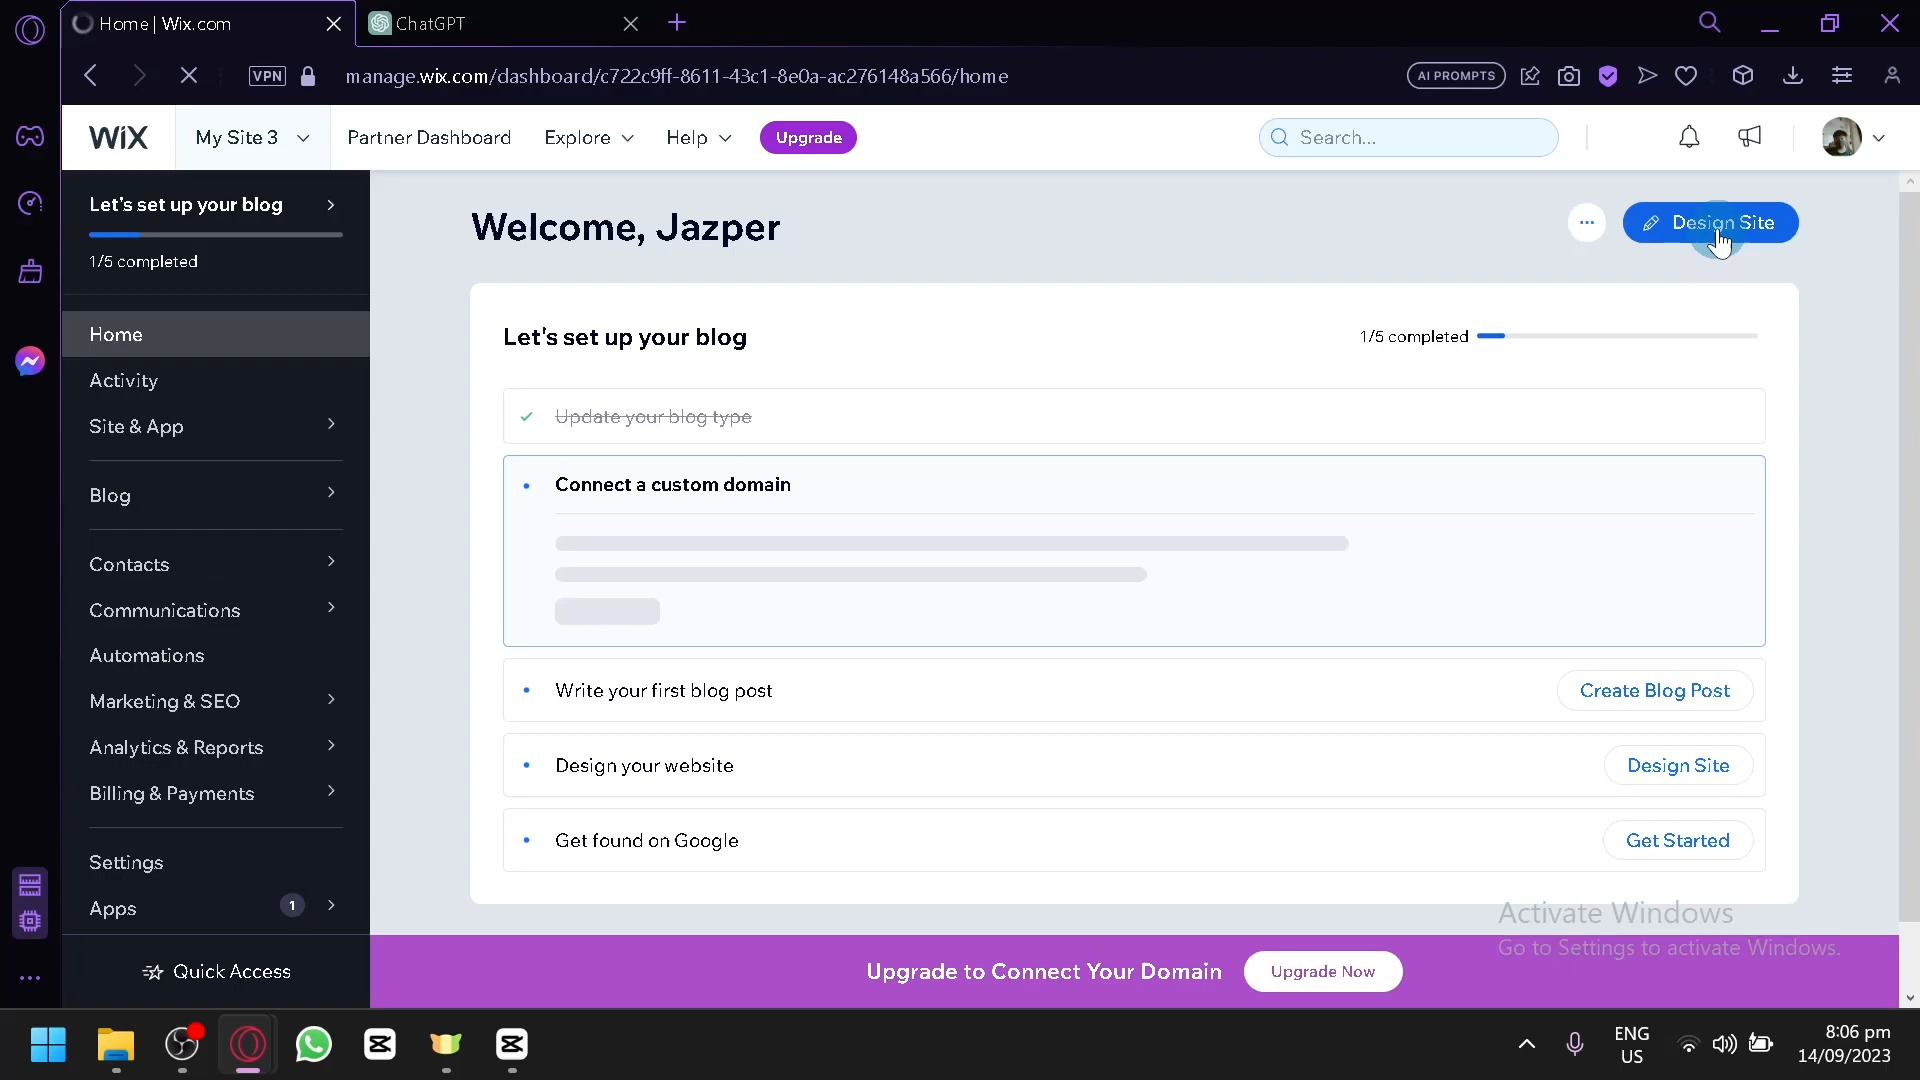 Home | Wix.com
ChatGPT
VPN
manage.wix.com/dashboard/c722c9ff-8611-43c1-8e0a-ac276148a566/home
AI PROMPTS
WiX
My Site 3
Partner Dashboard
Explore
Help
Upgrade
Search...
Let's set up your blog
1/5 completed
Home
Activity
Site & App
Blog
Contacts
Communications
Automations
Marketing & SEO
Analytics & Reports
Billing & Payments
Settings
Apps
1
Quick Access
Welcome, Jazper
Design Site
Let's set up your blog
1/5 completed
Update your blog type
Connect a custom domain
Write your first blog post
Create Blog Post
Design your website
Design Site
Get found on Google
Get Started
Activate Windows
Go to Settings to activate Windows.
Upgrade to Connect Your Domain
Upgrade Now
ENG
US
8:06 pm
14/09/2023